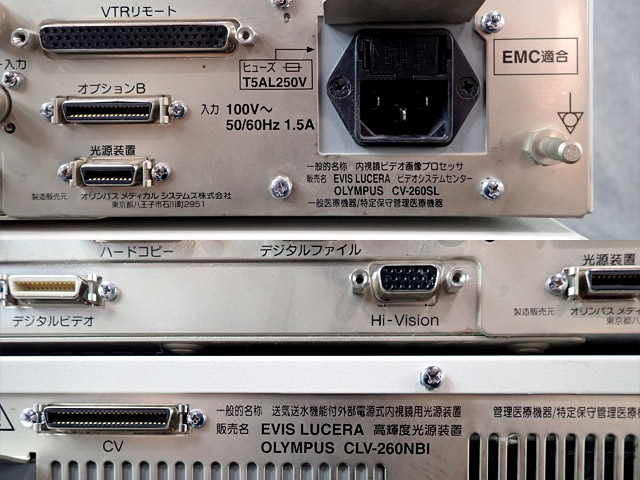 VTRリモート
入力
ヒューズ
T5AL250V
EMC適合
オプションB
入力 100V〜
50/60Hz 1.5A
光源装置
一般的名称 内視鏡ビデオ画像プロセッサ
販売名 EVIS LUCERA ビデオシステムセンター
OLYMPUS CV-260SL
一般医療機器/特定保守管理医療機器
製造販売元 オリンパス メディカル システムズ株式会社
東京都八王子市石川町2951
ハードコピー
デジタルファイル
光源装置
デジタルビデオ
Hi-Vision
製造販売元 オリンパス メディ
東京都八
一般的名称 送気送水機能付外部電源式内視鏡用光源装置
管理医療機器/特定保守管理医療機
販売名 EVIS LUCERA 高輝度光源装置
OLYMPUS CLV-260NBI
CV